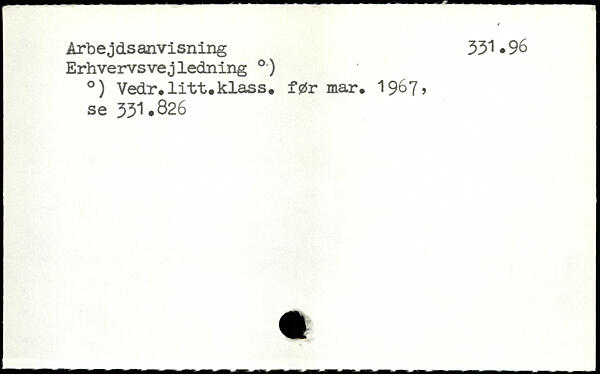 Arbejdsanvisning 331.96
Erhvervsvejledning °)
°) Vedr.litt.klass. før mar. 1967,
se 331.826